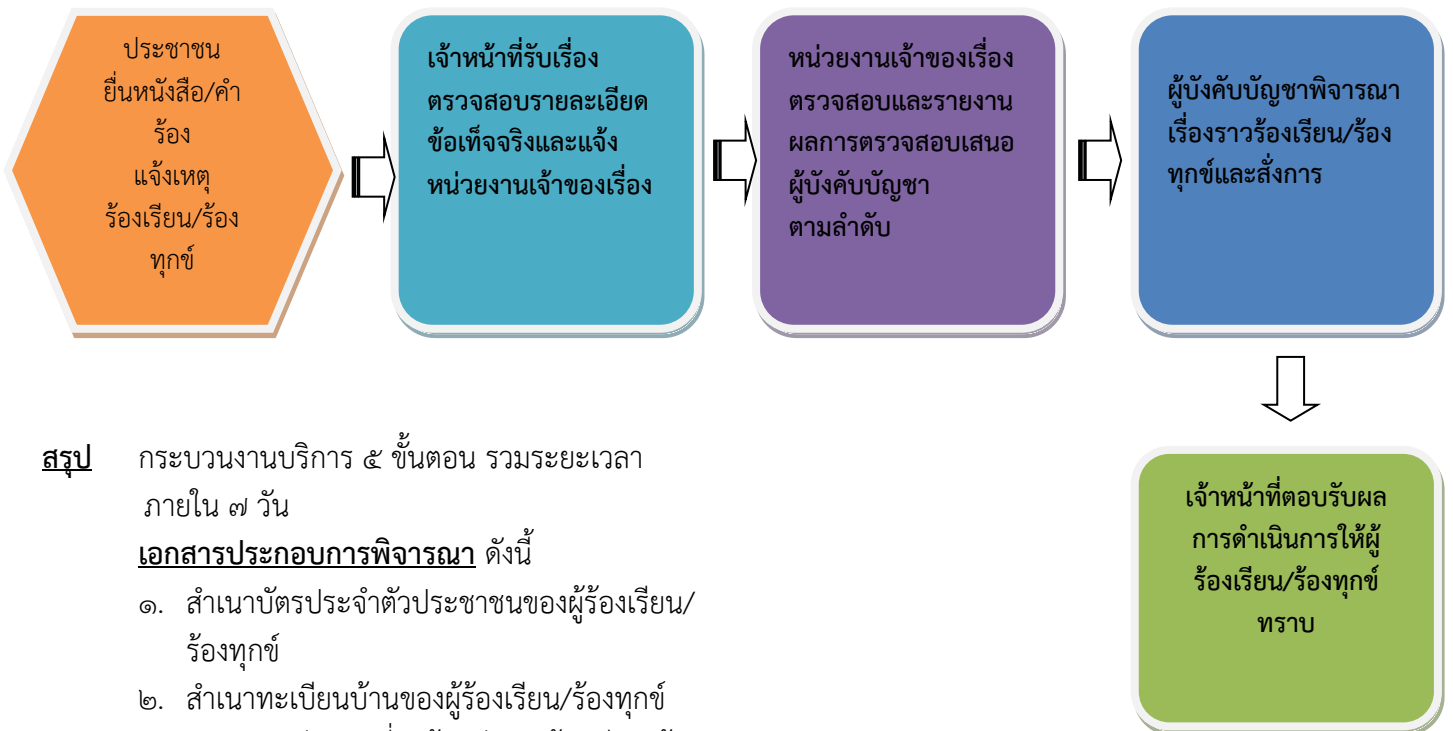 ประชาชน
ยื่นหนังสือ/คำ
ร้อง
แจ้งเหตุ
ร้องเรียน/ร้อง
ทุกข์
เจ้าหน้าที่รับเรื่อง
ตรวจสอบรายละเอียด
ข้อเท็จจริงและแจ้ง
หน่วยงานเจ้าของเรื่อง
หน่วยงานเจ้าของเรื่อง
ตรวจสอบและรายงาน
ผลการตรวจสอบเสนอ
ผู้บังคับบัญชา
ตามลำดับ
ผู้บังคับบัญชาพิจารณา
เรื่องราวร้องเรียน/ร้อง
ทุกข์และสั่งการ
เจ้าหน้าที่ตอบรับผล
การดำเนินการให้ผู้
ร้องเรียน/ร้องทุกข์
ทราบ
สรุป กระบวนงานบริการ ๕ ขั้นตอน รวมระยะเวลา
ภายใน ๗ วัน
เอกสารประกอบการพิจารณา ดังนี้
๑. สำเนาบัตรประจำตัวประชาชนของผู้ร้องเรียน/
ร้องทุกข์
๒. สำเนาทะเบียนบ้านของผู้ร้องเรียน/ร้องทุกข์